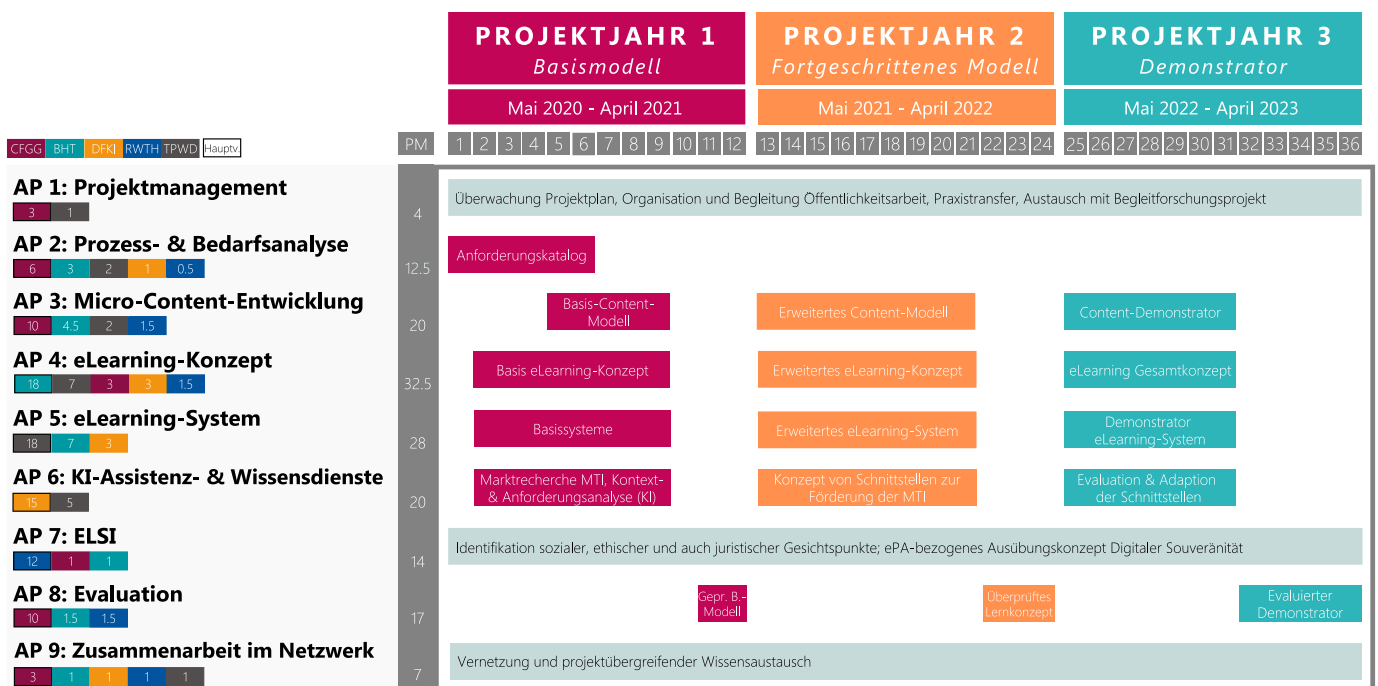 PROJEKTJAHR 1
Basismodell
PROJEKTJAHR 2
Fortgeschrittenes Modell
PROJEKTJAHR 3
Demonstrator
Mai 2020 - April 2021
Mai 2021 - April 2022
Mai 2022 - April 2023
CFGG BHT DFKI RWTH TPWD Hauptv.
PM 1 2 3 4 5 6 7 8 9 10 11 12 13 14 15 16 17 18 19 20 21 22 23 24 25 26 27 28 29 30 31 32 33 34 35 36
AP 1: Projektmanagement
3 1
4
Überwachung Projektplan, Organisation und Begleitung Öffentlichkeitsarbeit, Praxistransfer, Austausch mit Begleitforschungsprojekt
AP 2: Prozess- & Bedarfsanalyse
6 3 2 1 0.5
12.5
Anforderungskatalog
AP 3: Micro-Content-Entwicklung
10 4.5 2 1.5
20
Basis-Content-
Modell
Erweitertes Content-Modell
Content-Demonstrator
AP 4: eLearning-Konzept
18 7 3 3 1.5
32.5
Basis eLearning-Konzept
Erweitertes eLearning-Konzept
eLearning Gesamtkonzept
AP 5: eLearning-System
18 7 3
28
Basissysteme
Erweitertes eLearning-System
Demonstrator
eLearning-System
AP 6: KI-Assistenz- & Wissensdienste
15 5
20
Marktrecherche MTI, Kontext-
& Anforderungsanalyse (KI)
Konzept von Schnittstellen zur
Förderung der MTI
Evaluation & Adaption
der Schnittstellen
AP 7: ELSI
12 1 1
14
Identifikation sozialer, ethischer und auch juristischer Gesichtspunkte; ePA-bezogenes Ausübungskonzept Digitaler Souveränität
AP 8: Evaluation
10 1.5 1.5
17
Gepr. B.-
Modell
Überprüftes
Lernkonzept
Evaluierter
Demonstrator
AP 9: Zusammenarbeit im Netzwerk
3 1 1 1 1
7
Vernetzung und projektübergreifender Wissensaustausch